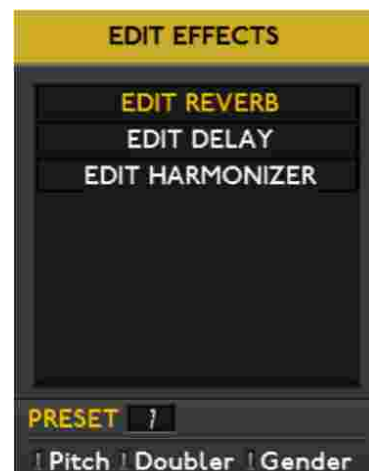 EDIT EFFECTS
EDIT REVERB
EDIT DELAY
EDIT HARMONIZER
PRESET 1
Pitch Doubler Gender